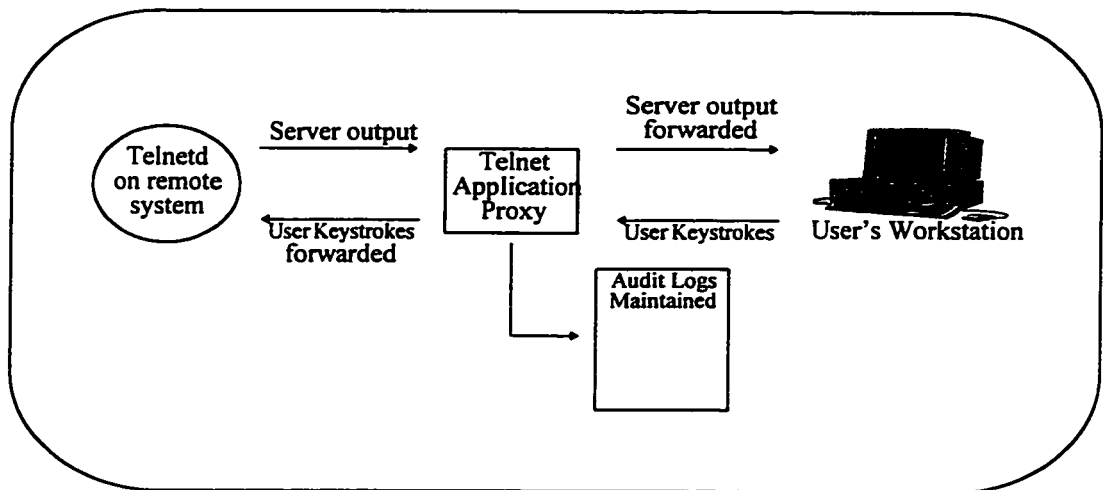 Server output
Server output
forwarded
Telnetd
on remote
system
Telnet
Application
Proxy
User Keystrokes
forwarded
User Keystrokes
User's Workstation
Audit Logs
Maintained